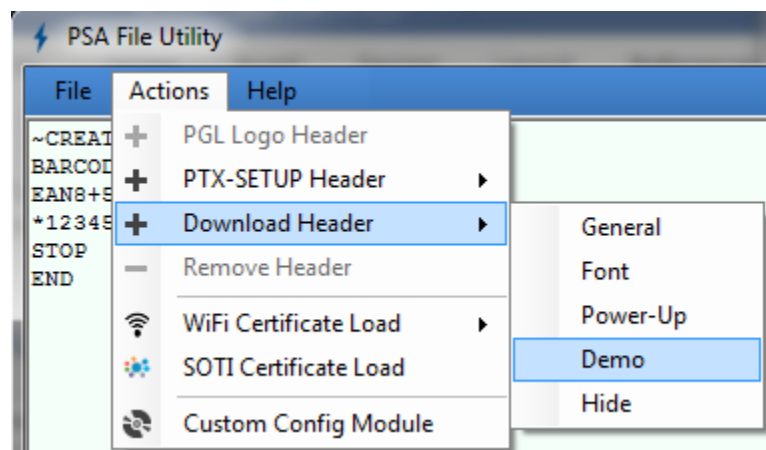 PSA File Utility
File Actions Help
~CREAT
BARCOD
EAN8+5
*12345
STOP
END
PGL Logo Header
PTX-SETUP Header
Download Header
Remove Header
WiFi Certificate Load
SOTI Certificate Load
Custom Config Module
General
Font
Power-Up
Demo
Hide